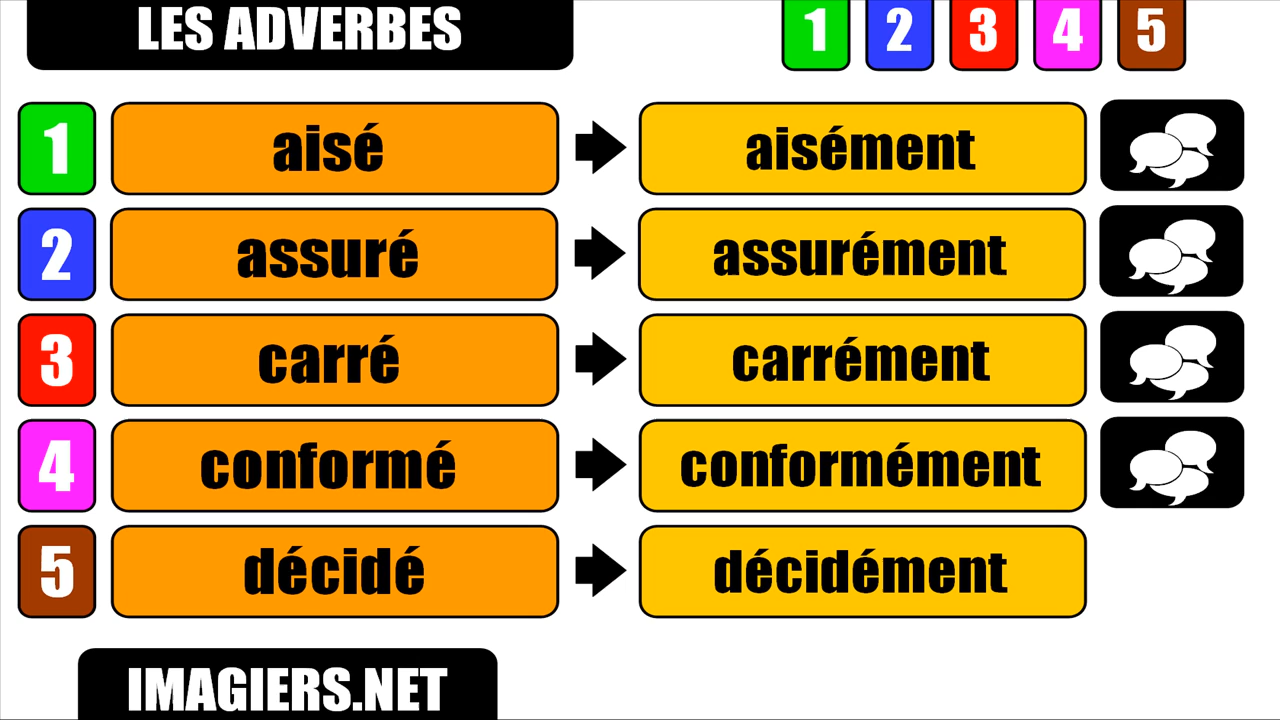 LES ADVERBES
1 2 3 4 5
1 aisé aisément
2 assuré assurément
3 carré carrément
4 conformé conformément
5 décidé décidément
IMAGIERS.NET